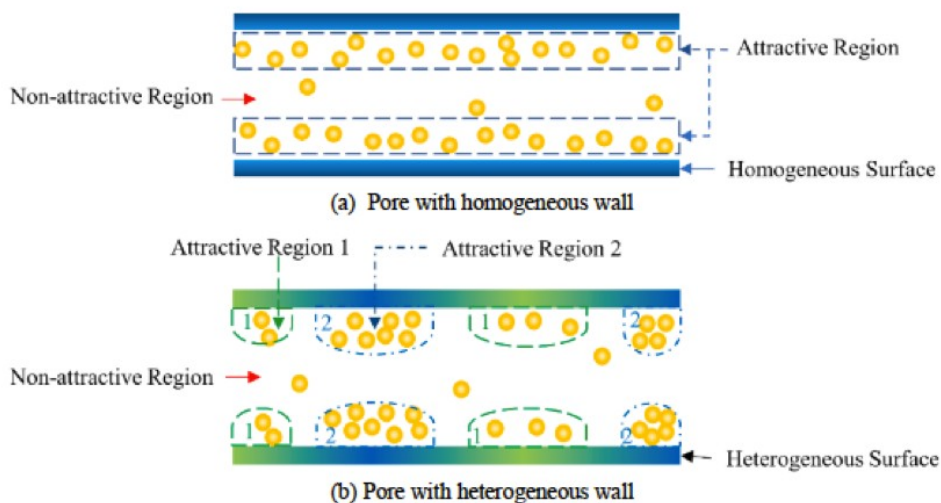 Attractive Region
Non-attractive Region
Homogeneous Surface
(a) Pore with homogeneous wall
Attractive Region 1
Attractive Region 2
1
2
1
2
Non-attractive Region
1
2
1
2
Heterogeneous Surface
(b) Pore with heterogeneous wall